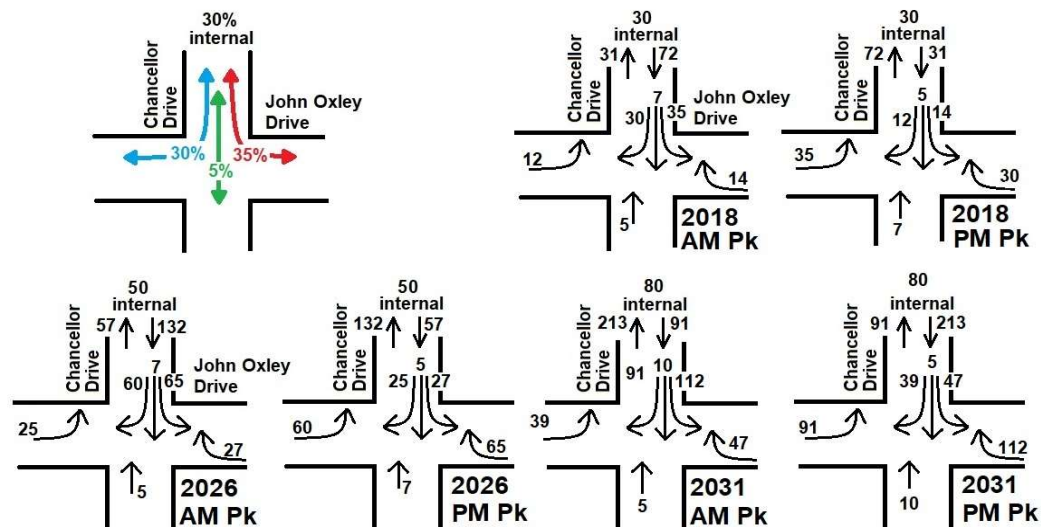 30%
internal
Chancellor
Drive
John Oxley
Drive
30%
35%
5%
30
internal
31
72
Chancellor
Drive
7
John Oxley
Drive
30
35
12
14
5
2018
AM Pk
30
internal
72
31
Chancellor
Drive
5
12
14
35
30
7
2018
PM Pk
50
internal
57
132
Chancellor
Drive
7
John Oxley
Drive
60
65
25
27
5
2026
AM Pk
50
internal
132
57
Chancellor
Drive
5
25
27
60
65
7
2026
PM Pk
80
internal
213
91
Chancellor
Drive
10
91
112
39
47
5
2031
AM Pk
80
internal
91
213
Chancellor
Drive
5
39
47
91
112
10
2031
PM Pk